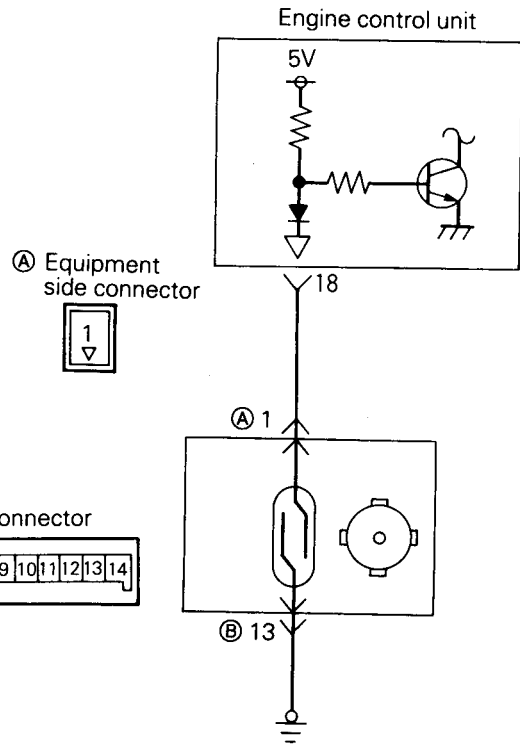 Engine control unit
5V
18
Ⓐ Equipment
side connector
1
Ⓐ 1
onnector
9 10 11 12 13 14
Ⓑ 13